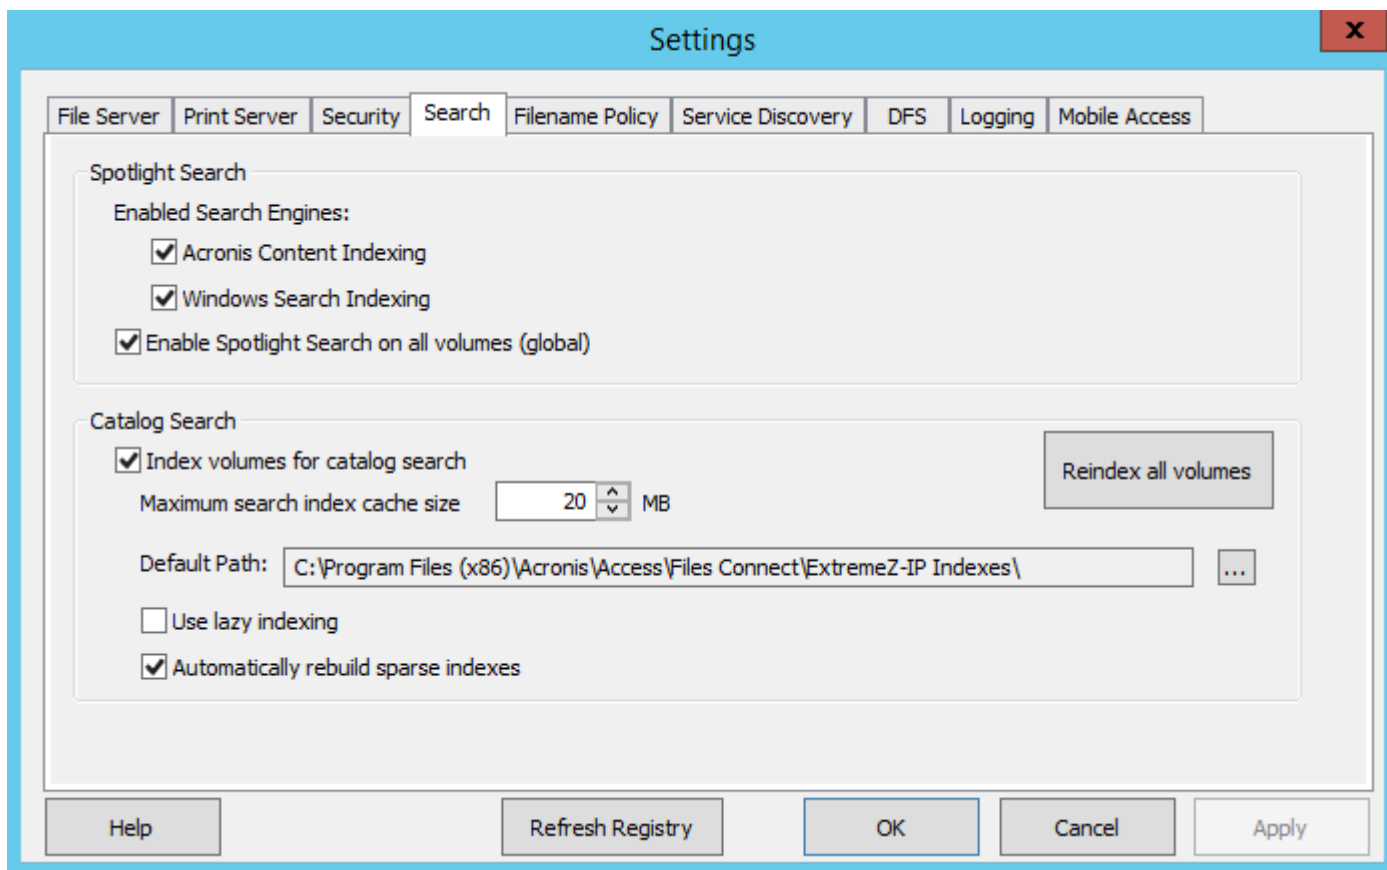 Settings
x
File Server Print Server Security Search Filename Policy Service Discovery DFS Logging Mobile Access
Spotlight Search
Enabled Search Engines:
Acronis Content Indexing
Windows Search Indexing
Enable Spotlight Search on all volumes (global)
Catalog Search
Index volumes for catalog search
Reindex all volumes
Maximum search index cache size 20 MB
Default Path: C:\Program Files (x86)\Acronis\Access\Files Connect\ExtremeZ-IP Indexes\ ...
Use lazy indexing
Automatically rebuild sparse indexes
Help Refresh Registry OK Cancel Apply